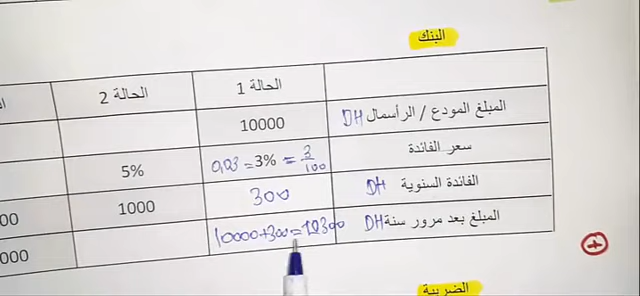 البنك
الحالة 1 الحالة 2
المبلغ المودع / الرأسمال DH 10000
سعر الفائدة 0,03 = 3% = 3/100 5%
الفائدة السنوية DH 300 1000 00
المبلغ بعد مرور سنة DH 10000+300=10300 000
الضريبة